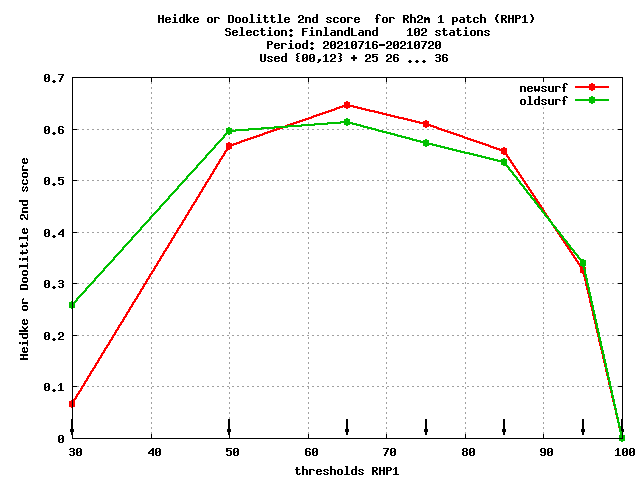 Heidke or Doolittle 2nd score  for Rh2m 1 patch (RHP1)
Selection: FinlandLand    102 stations
Period: 20210716-20210720
Used {00,12} + 25 26 ... 36
newsurf
oldsurf
0.7
0.6
0.5
0.4
0.3
0.2
0.1
0
Heidke or Doolittle 2nd score
30 40 50 60 70 80 90 100
thresholds RHP1